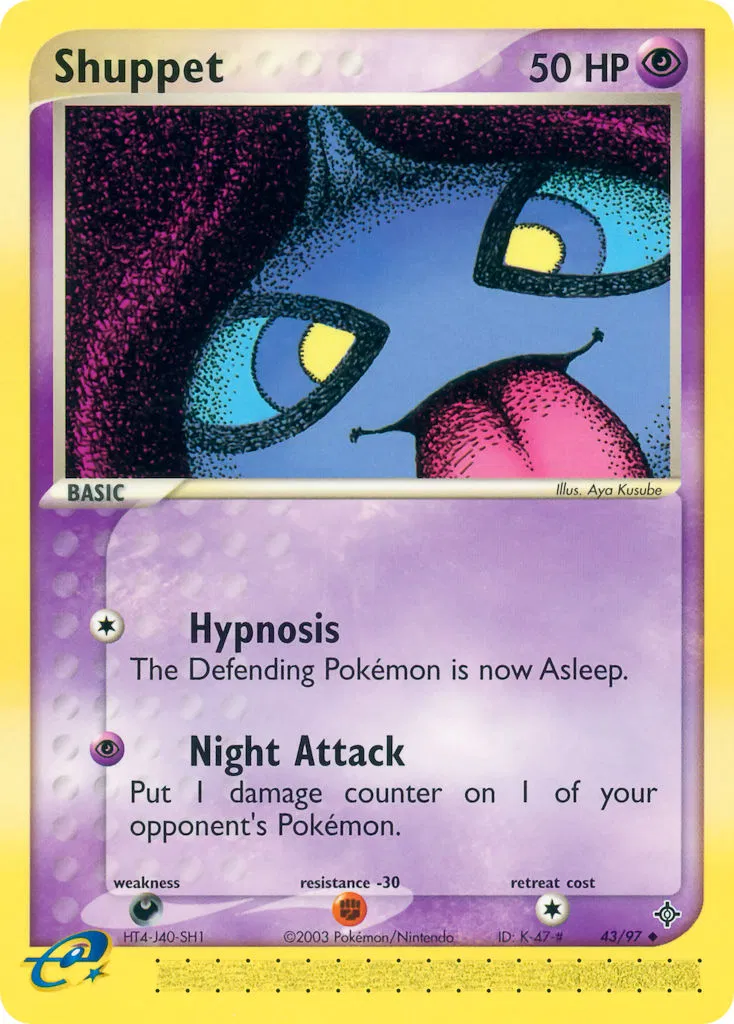 Shuppet 50 HP
BASIC Illus. Aya Kusube
Hypnosis
The Defending Pokémon is now Asleep.
Night Attack
Put 1 damage counter on 1 of your
opponent's Pokémon.
weakness resistance -30 retreat cost
HT4-J40-SH1 ©2003 Pokémon/Nintendo ID: K-47-# 43/97
e